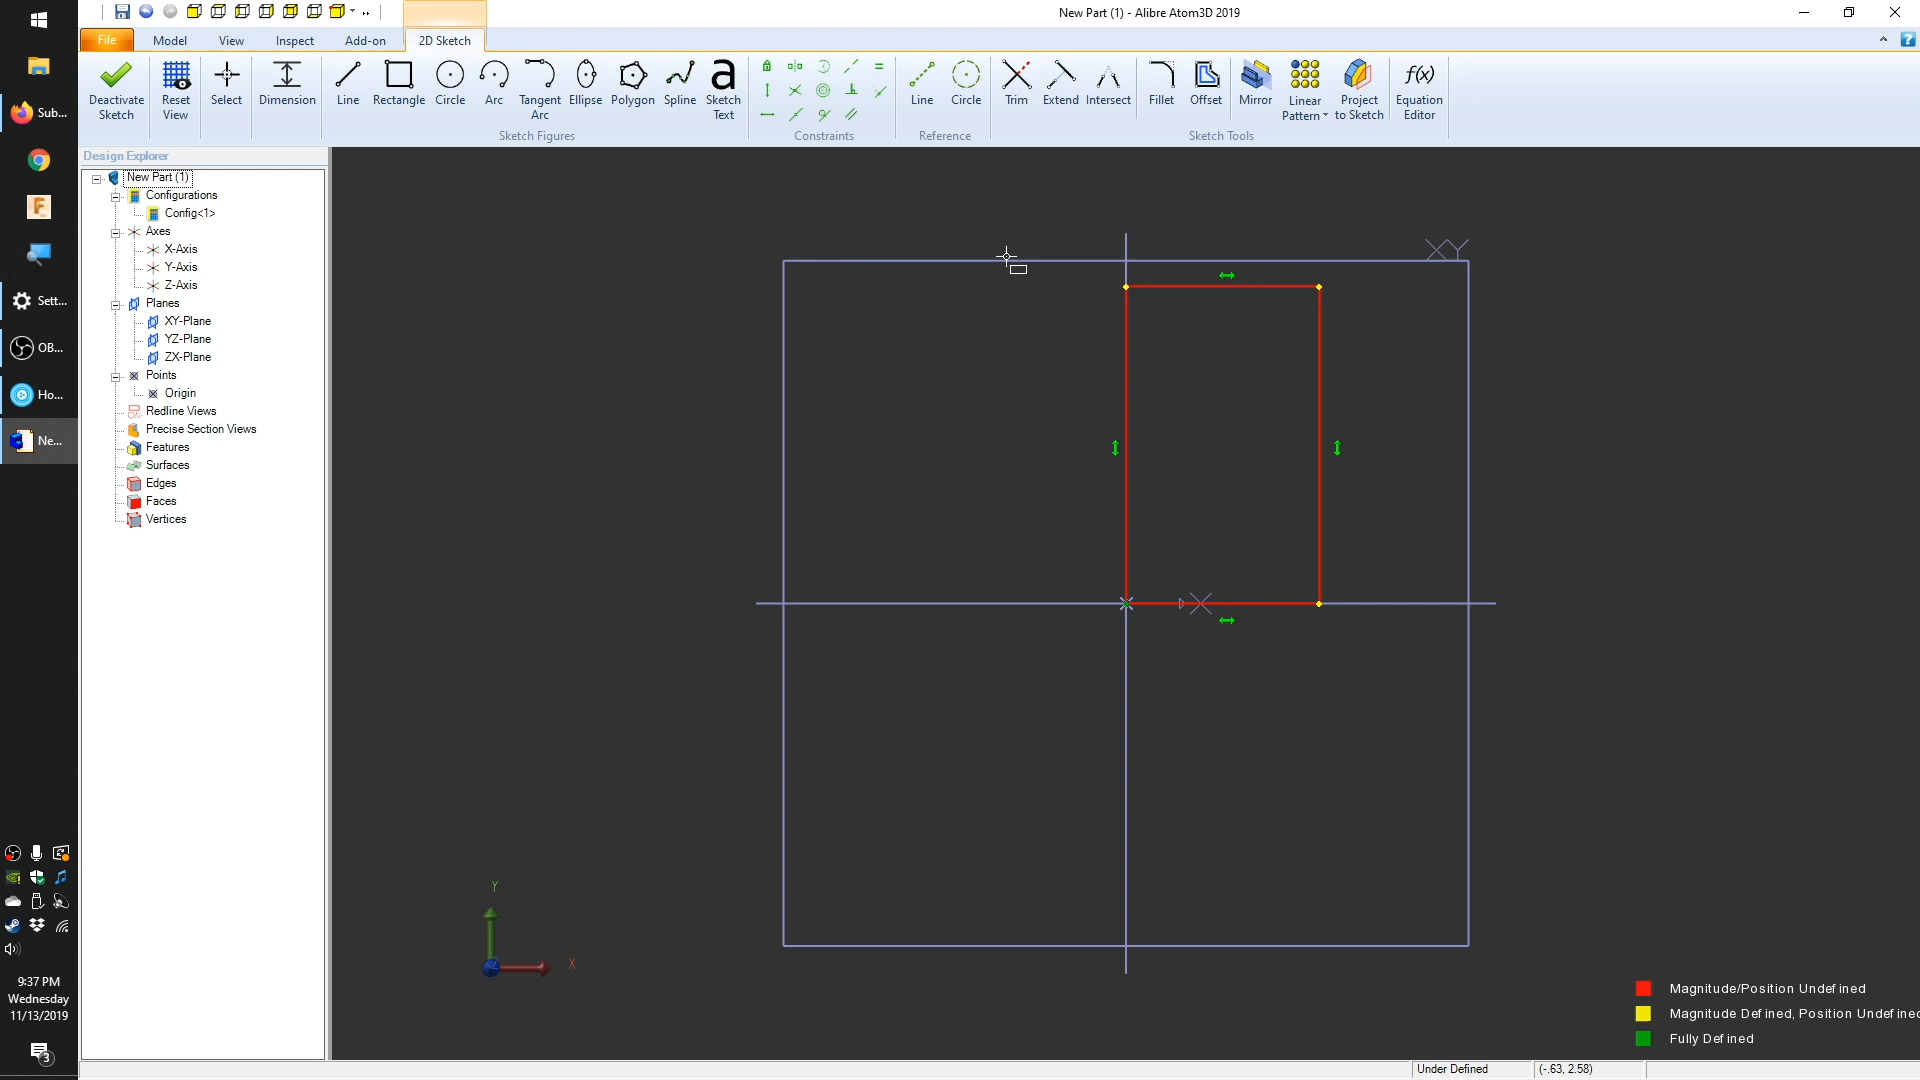 New Part (1) - Alibre Atom3D 2019
File
Model
View
Inspect
Add-on
2D Sketch
Deactivate
Sketch
Reset
View
Select
Dimension
Line
Rectangle
Circle
Arc
Tangent
Arc
Ellipse
Polygon
Spline
a
Sketch
Text
Sketch Figures
Constraints
Line
Circle
Reference
Trim
Extend
Intersect
Fillet
Offset
Mirror
Linear
Pattern
Project
to Sketch
Sketch Tools
f(x)
Equation
Editor
Design Explorer
New Part (1)
Configurations
Config<1>
Axes
X-Axis
Y-Axis
Z-Axis
Planes
XY-Plane
YZ-Plane
ZX-Plane
Points
Origin
Redline Views
Precise Section Views
Features
Surfaces
Edges
Faces
Vertices
Sub...
Sett...
OB...
Ho...
Ne...
9:37 PM
Wednesday
11/13/2019
3
XY
X
Y
X
Z
Magnitude/Position Undefined
Magnitude Defined, Position Undefined
Fully Defined
Under Defined
(-.63, 2.58)